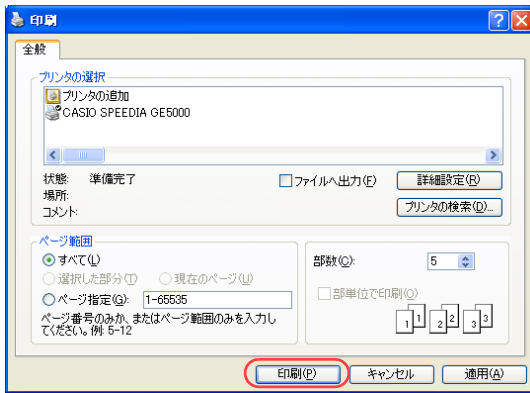 印刷
全般
プリンタの選択
プリンタの追加
CASIO SPEEDIA GE5000
状態: 準備完了
場所:
コメント:
ファイルへ出力(F)
詳細設定(R)
プリンタの検索(D)...
ページ範囲
すべて(L)
選択した部分(T) 現在のページ(U)
ページ指定(G): 1-65535
ページ番号のみか、またはページ範囲のみを入力し
てください。例: 5-12
部数(C): 5
部単位で印刷(O)
1 1 2 2 3 3
印刷(P) キャンセル 適用(A)